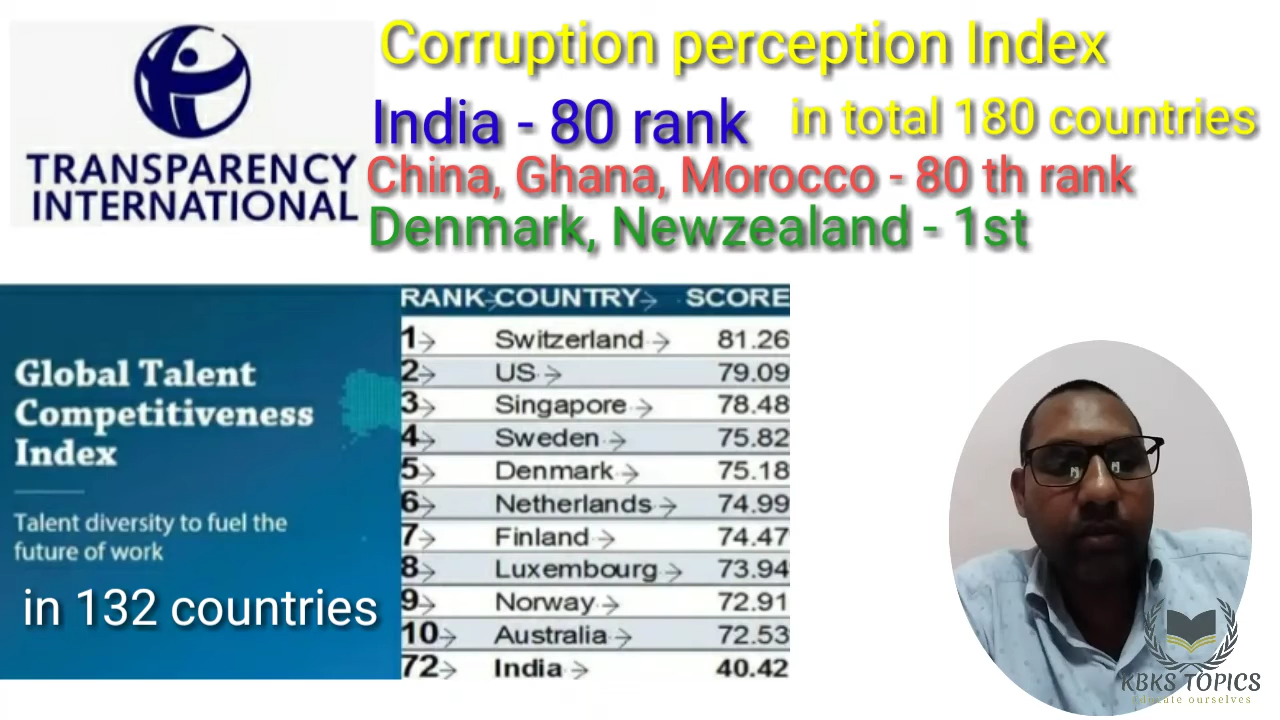 TRANSPARENCY
INTERNATIONAL
Corruption perception Index
India - 80 rank in total 180 countries
China, Ghana, Morocco - 80 th rank
Denmark, Newzealand - 1st
Global Talent
Competitiveness
Index
Talent diversity to fuel the
future of work
in 132 countries
RANK→COUNTRY→ SCORE
1→ Switzerland→ 81.26
2→ US→ 79.09
3→ Singapore→ 78.48
4→ Sweden→ 75.82
5→ Denmark→ 75.18
6→ Netherlands→ 74.99
7→ Finland→ 74.47
8→ Luxembourg→ 73.94
9→ Norway→ 72.91
10→ Australia→ 72.53
72→ India→ 40.42
KBKS TOPICS
Educate ourselves